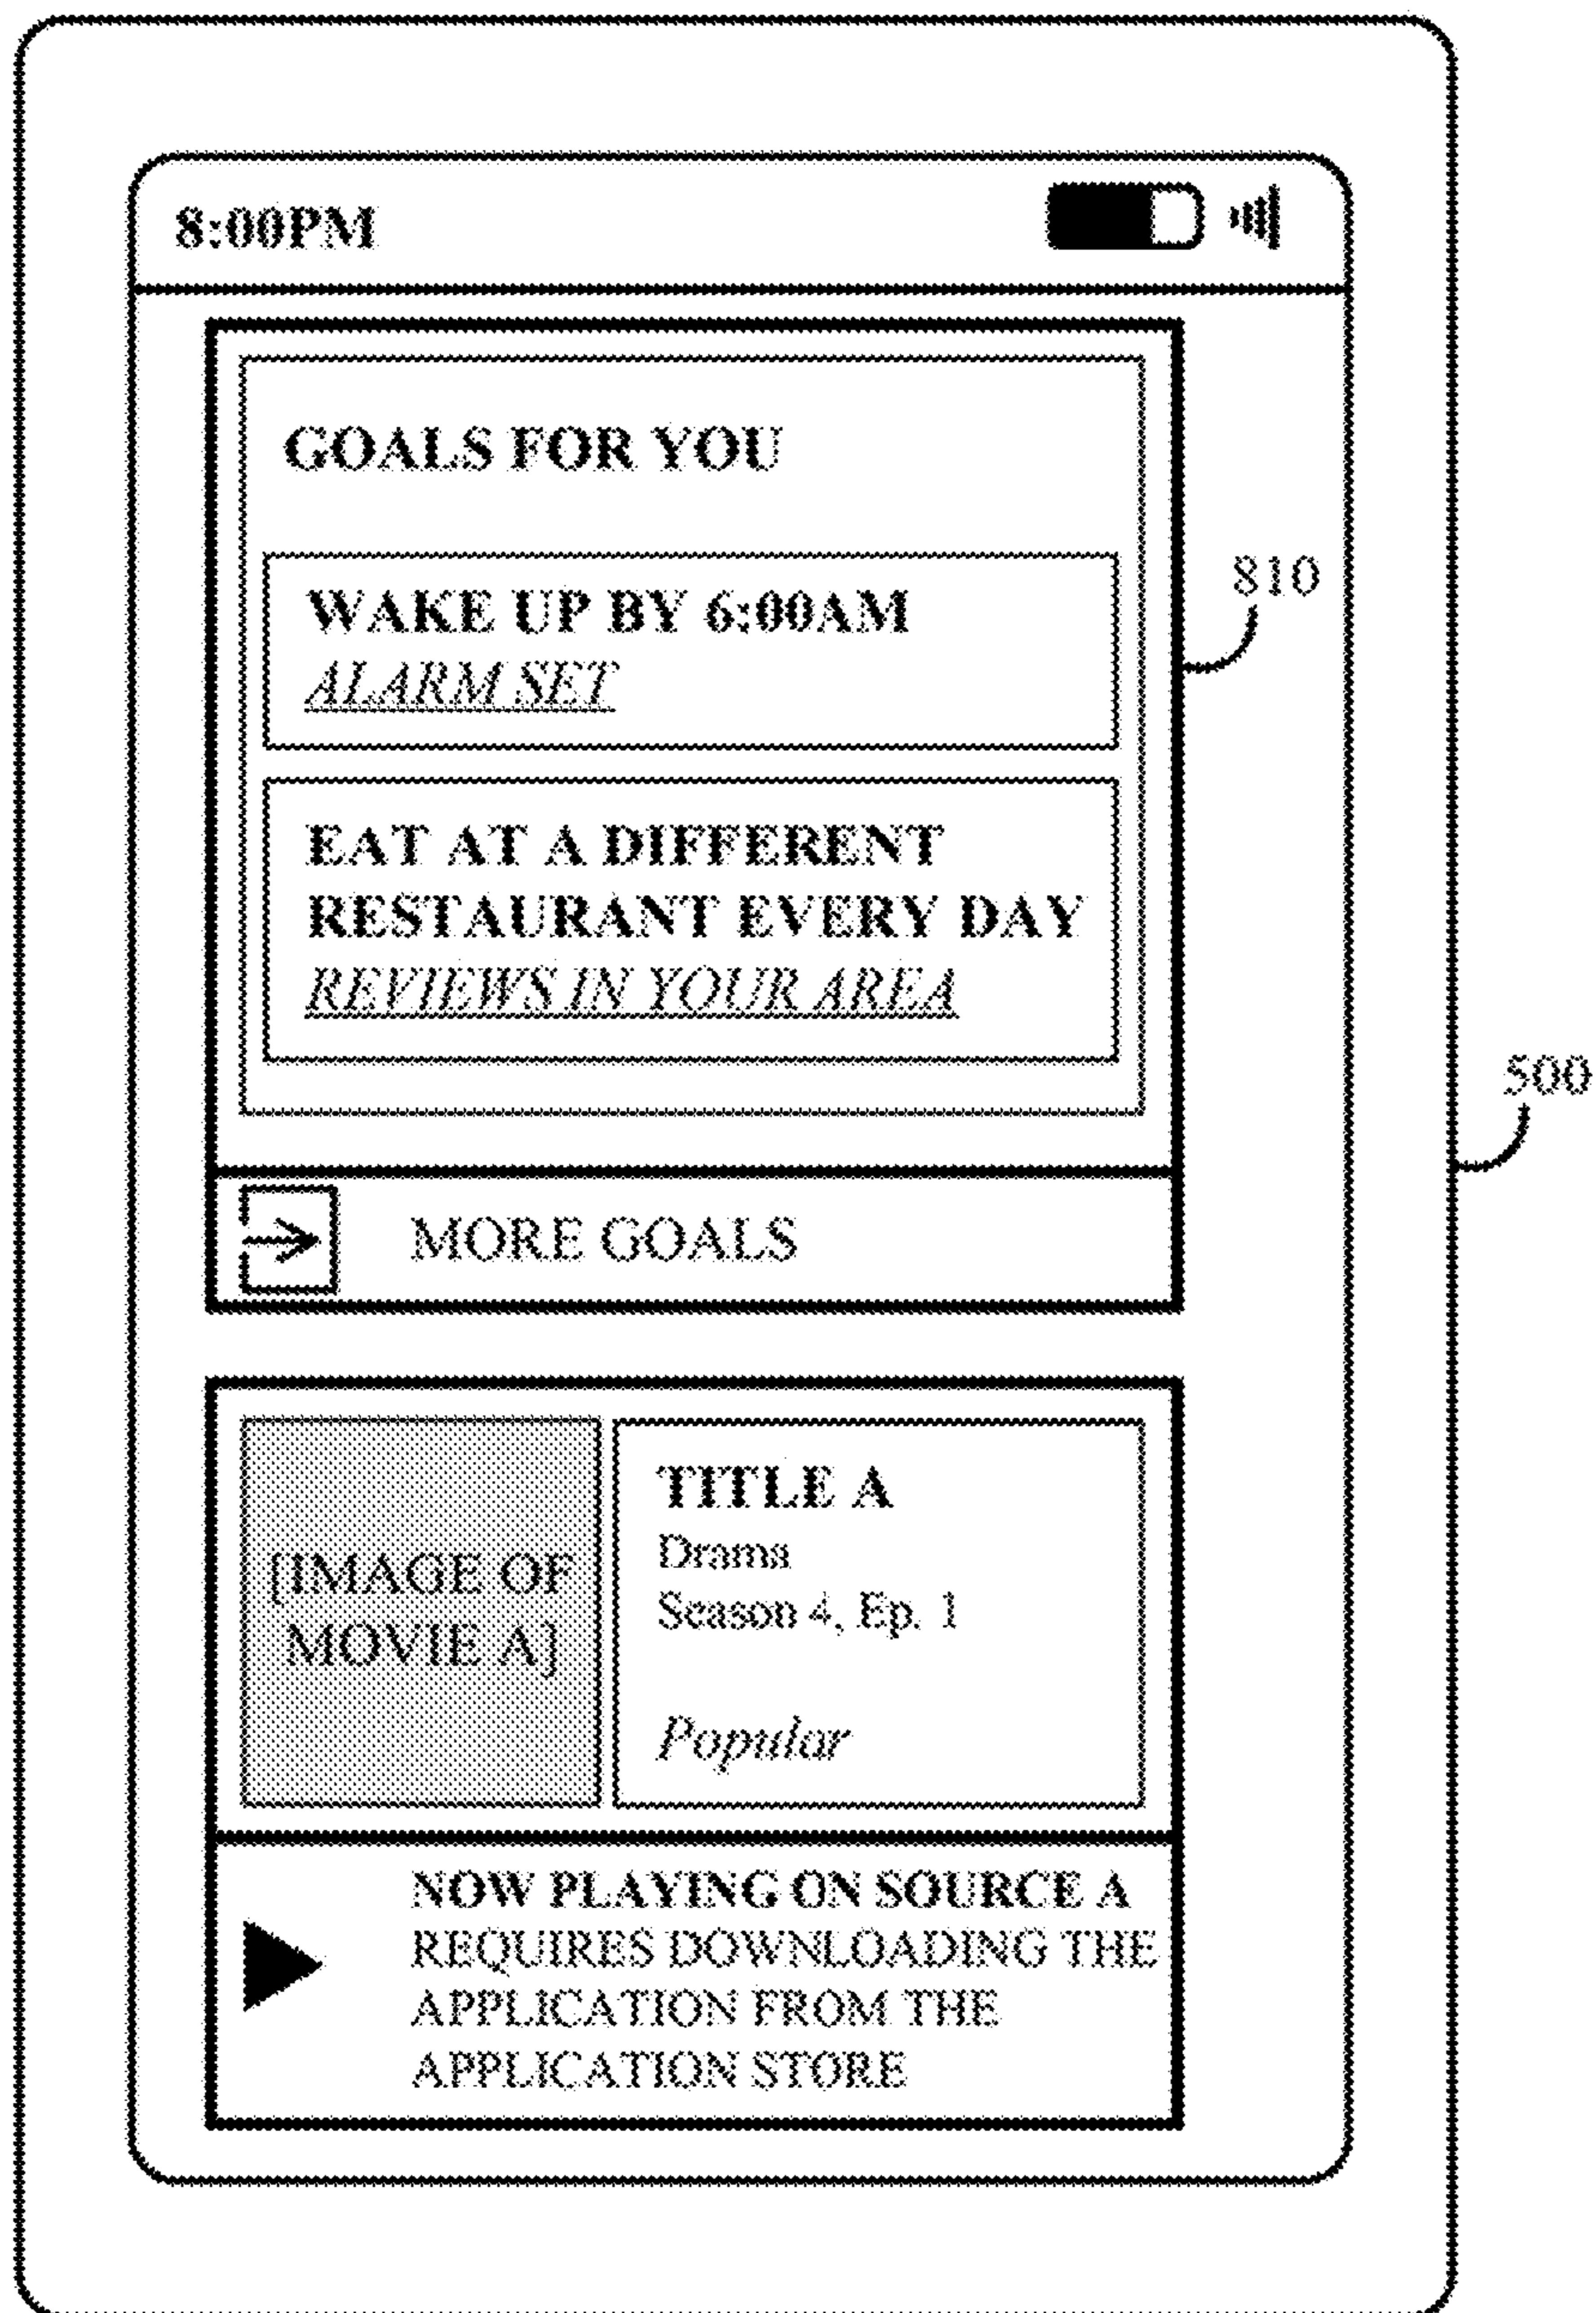 8:00PM
GOALS FOR YOU
WAKE UP BY 6:00AM
ALARM SET
810
EAT AT A DIFFERENT
RESTAURANT EVERY DAY
REVIEWS IN YOUR AREA
500
MORE GOALS
[IMAGE OF
MOVIE A]
TITLE A
Drama
Season 4, Ep. 1
Popular
NOW PLAYING ON SOURCE A
REQUIRES DOWNLOADING THE
APPLICATION FROM THE
APPLICATION STORE